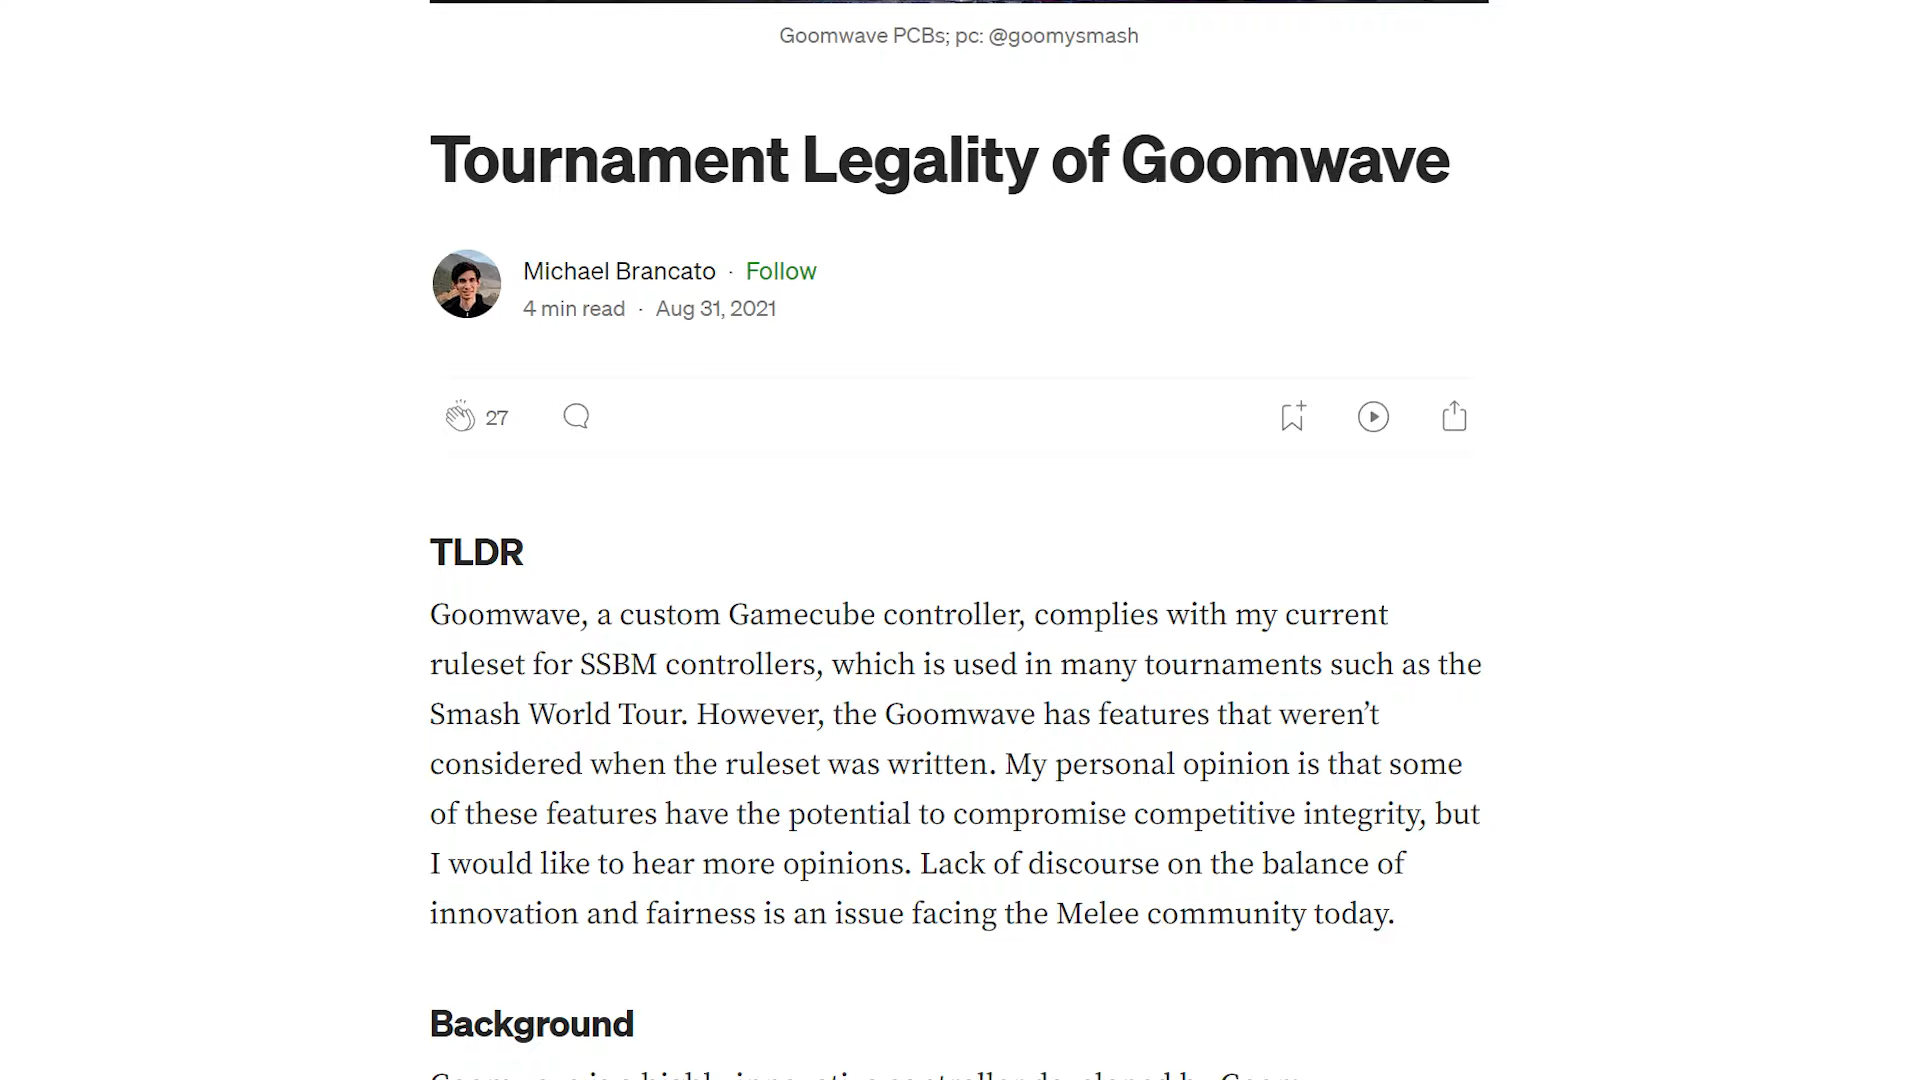 Goomwave PCBs; pc: @goomysmash
Tournament Legality of Goomwave
Michael Brancato · Follow
4 min read · Aug 31, 2021
27
TLDR
Goomwave, a custom Gamecube controller, complies with my current
ruleset for SSBM controllers, which is used in many tournaments such as the
Smash World Tour. However, the Goomwave has features that weren’t
considered when the ruleset was written. My personal opinion is that some
of these features have the potential to compromise competitive integrity, but
I would like to hear more opinions. Lack of discourse on the balance of
innovation and fairness is an issue facing the Melee community today.
Background